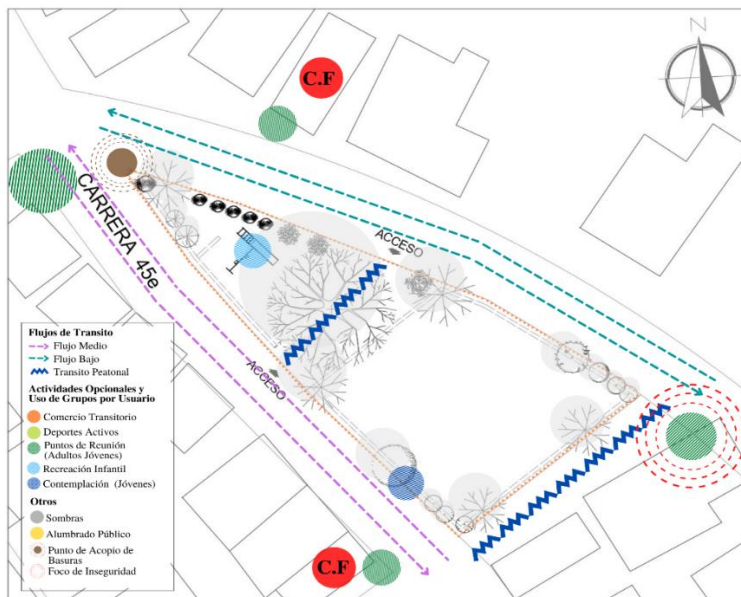 C.F
N
CARRERA 45e
ACCESO
ACCESO
Flujos de Transito
Flujo Medio
Flujo Bajo
Transito Peatonal
Actividades Opcionales y
Uso de Grupos por Usuario
Comercio Transitorio
Deportes Activos
Puntos de Reunión
(Adultos Jóvenes)
Recreación Infantil
Contemplación (Jóvenes)
Otros
Sombras
Alumbrado Público
Punto de Acopio de
Basuras
Foco de Inseguridad
C.F